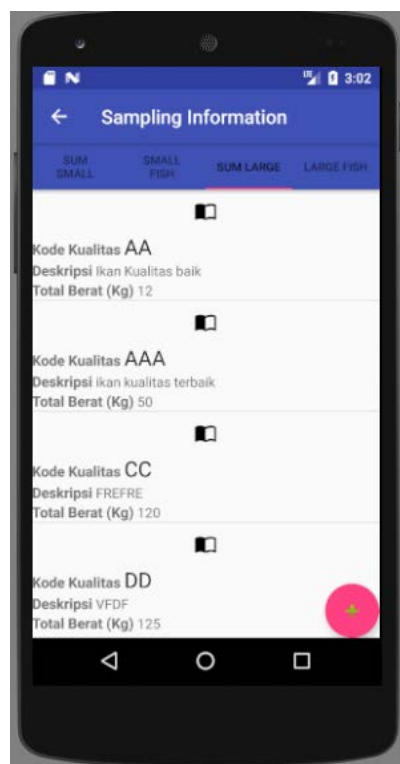 LTE 3:02
Sampling Information
SUM SMALL
SMALL FISH
SUM LARGE
LARGE FISH
Kode Kualitas AA
Deskripsi Ikan Kualitas baik
Total Berat (Kg) 12
Kode Kualitas AAA
Deskripsi ikan kualitas terbaik
Total Berat (Kg) 50
Kode Kualitas CC
Deskripsi FREFRE
Total Berat (Kg) 120
Kode Kualitas DD
Deskripsi VFDF
Total Berat (Kg) 125